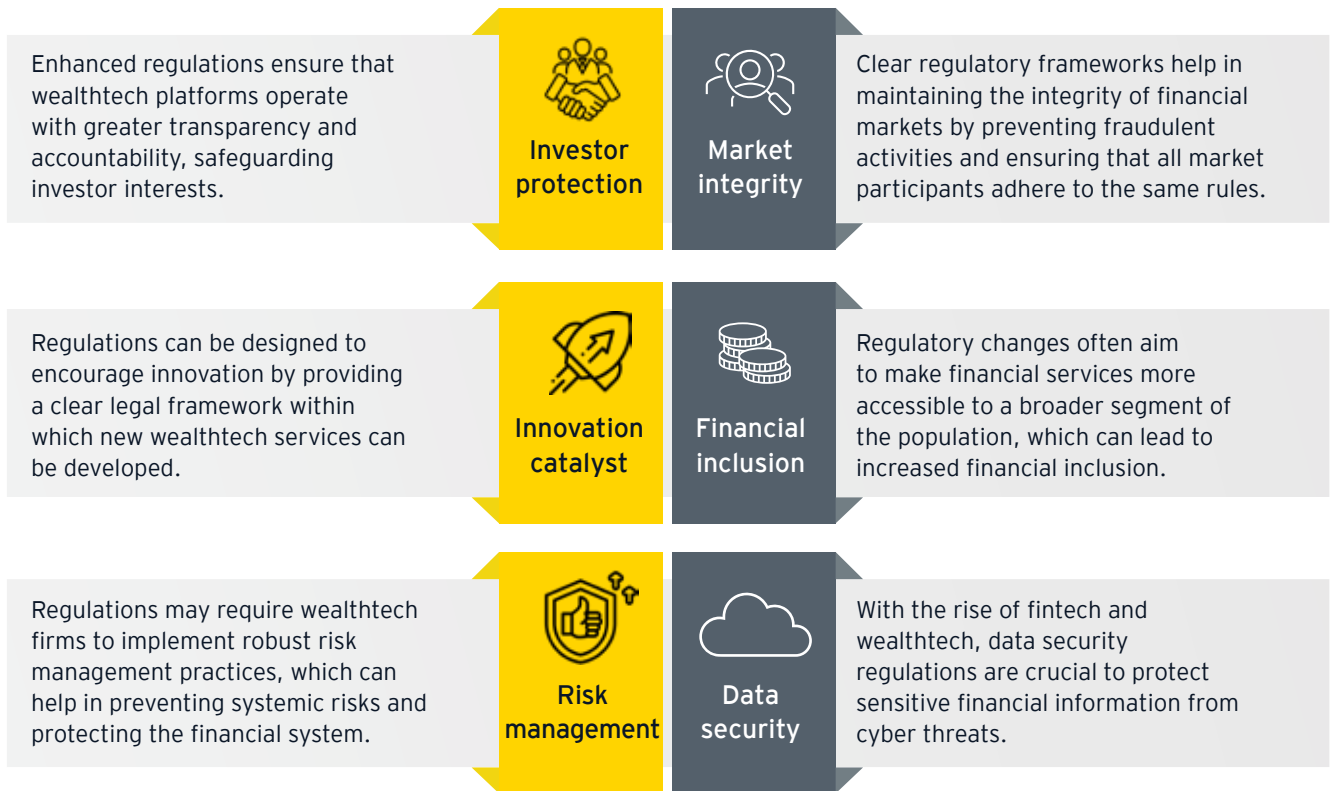 Enhanced regulations ensure that
wealthtech platforms operate
with greater transparency and
accountability, safeguarding
investor interests.
Investor
protection
Market
integrity
Clear regulatory frameworks help in
maintaining the integrity of financial
markets by preventing fraudulent
activities and ensuring that all market
participants adhere to the same rules.
Regulations can be designed to
encourage innovation by providing
a clear legal framework within
which new wealthtech services can
be developed.
Innovation
catalyst
Financial
inclusion
Regulatory changes often aim
to make financial services more
accessible to a broader segment of
the population, which can lead to
increased financial inclusion.
Regulations may require wealthtech
firms to implement robust risk
management practices, which can
help in preventing systemic risks and
protecting the financial system.
Risk
management
Data
security
With the rise of fintech and
wealthtech, data security
regulations are crucial to protect
sensitive financial information from
cyber threats.